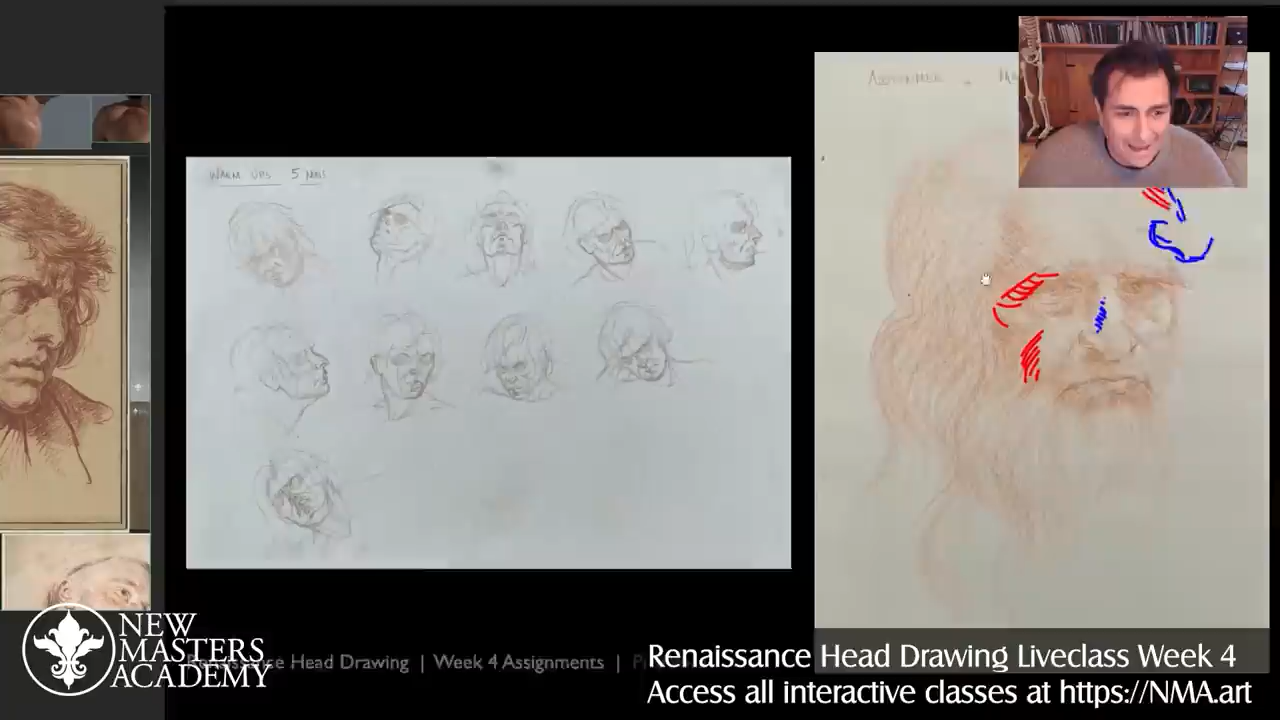 WARM UPS 5 MINS
NEW
MASTERS
ACADEMY
Renaissance Head Drawing | Week 4 Assignments |
Renaissance Head Drawing Liveclass Week 4
Access all interactive classes at https://NMA.art